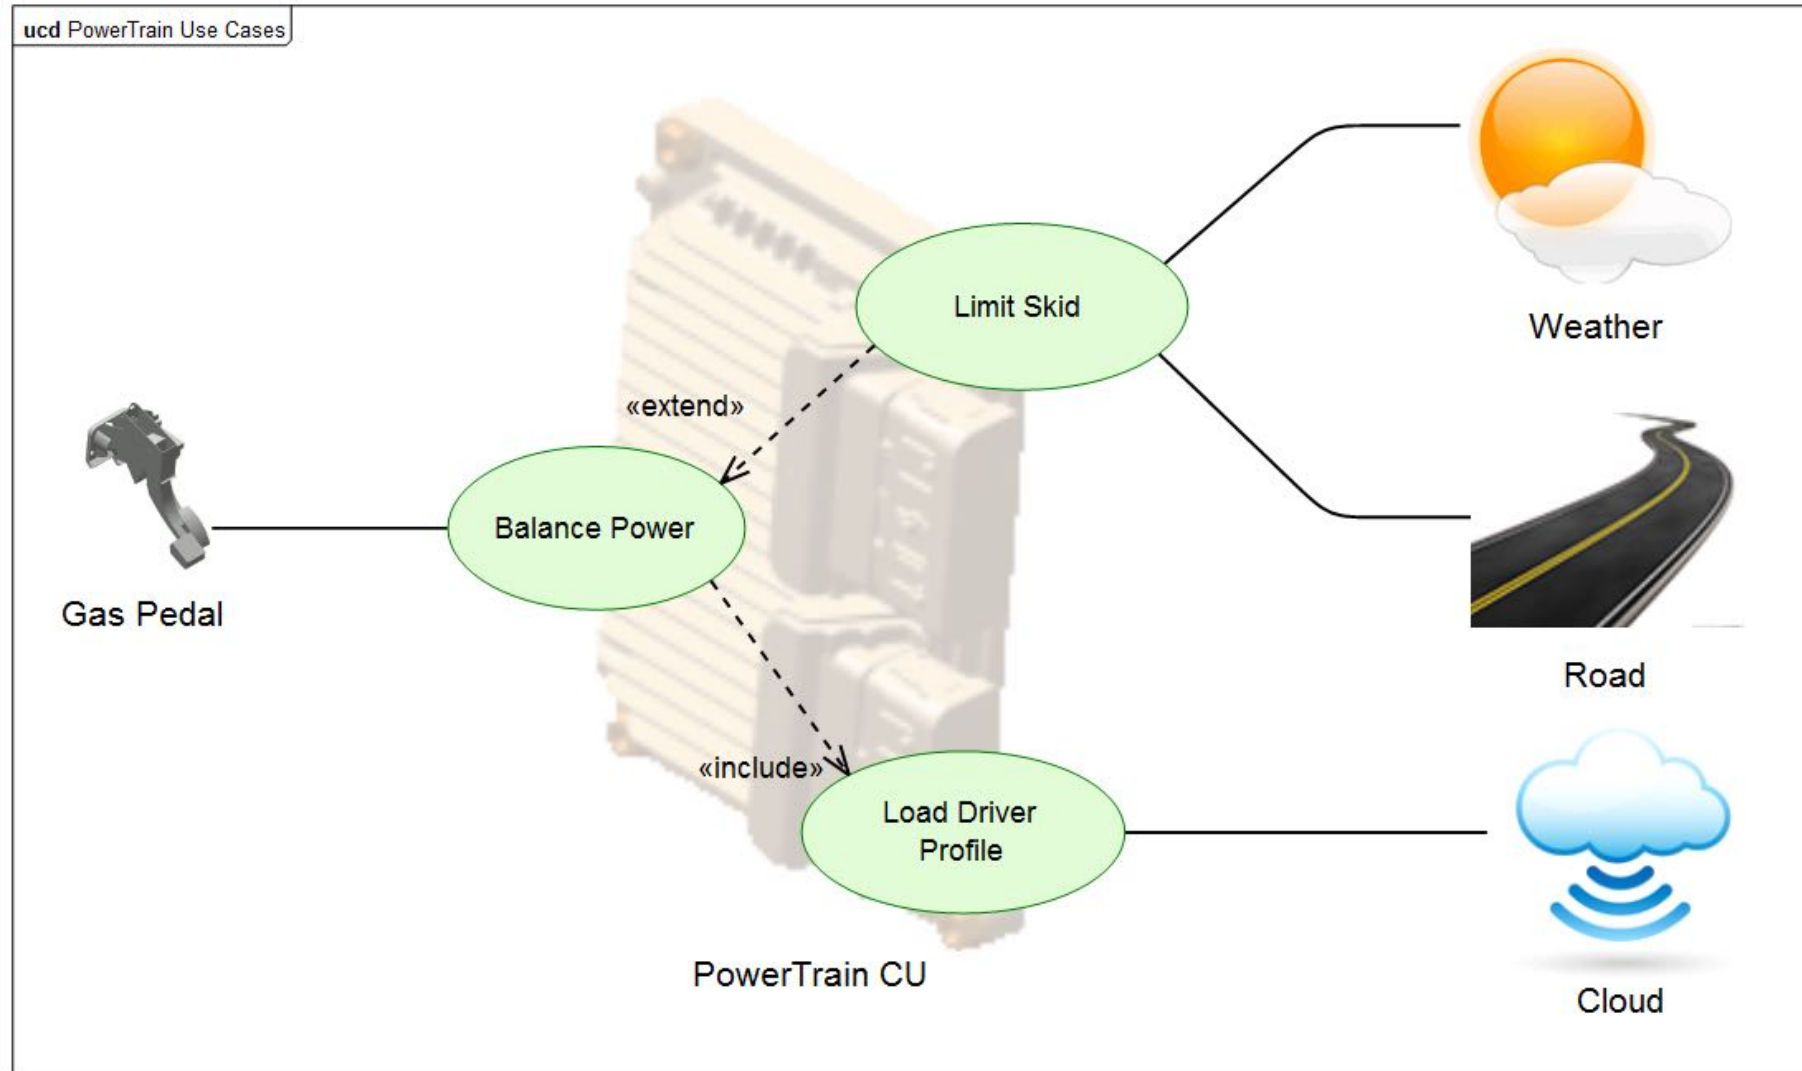 ucd PowerTrain Use Cases
Limit Skid
Weather
«extend»
Balance Power
Gas Pedal
Road
«include»
Load Driver
Profile
PowerTrain CU
Cloud